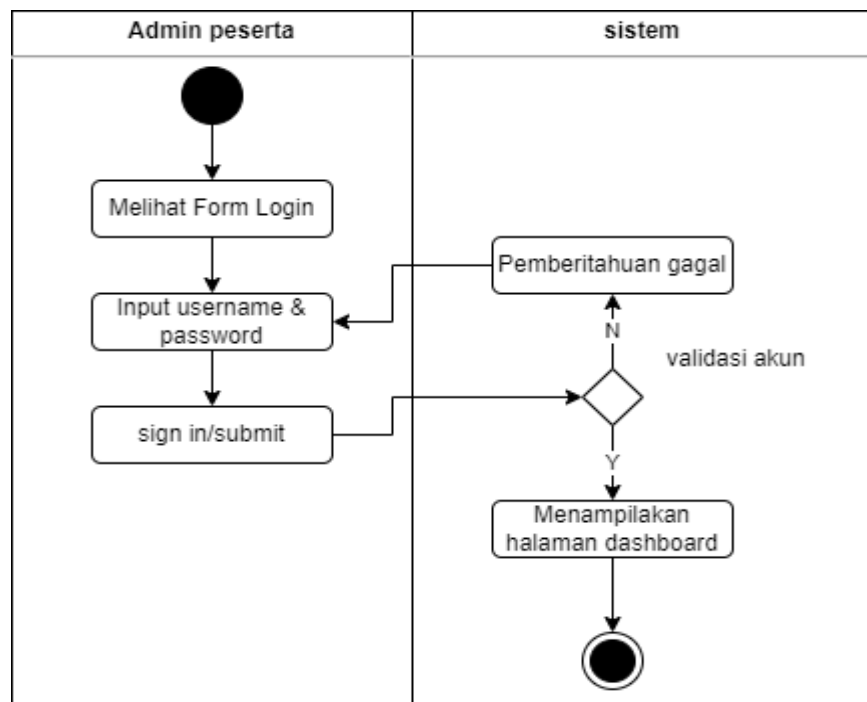 Admin peserta
sistem
Melihat Form Login
Input username &
password
sign in/submit
Pemberitahuan gagal
N
validasi akun
Y
Menampilakan
halaman dashboard